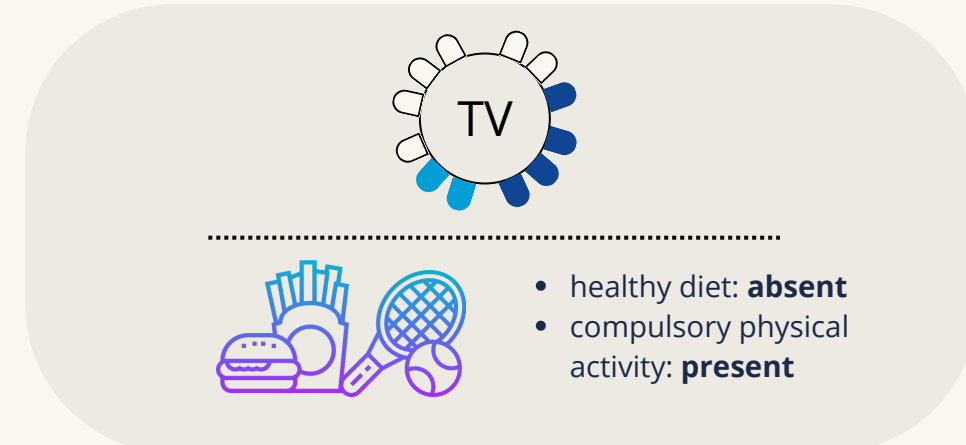 TV
• healthy diet: absent
• compulsory physical
activity: present